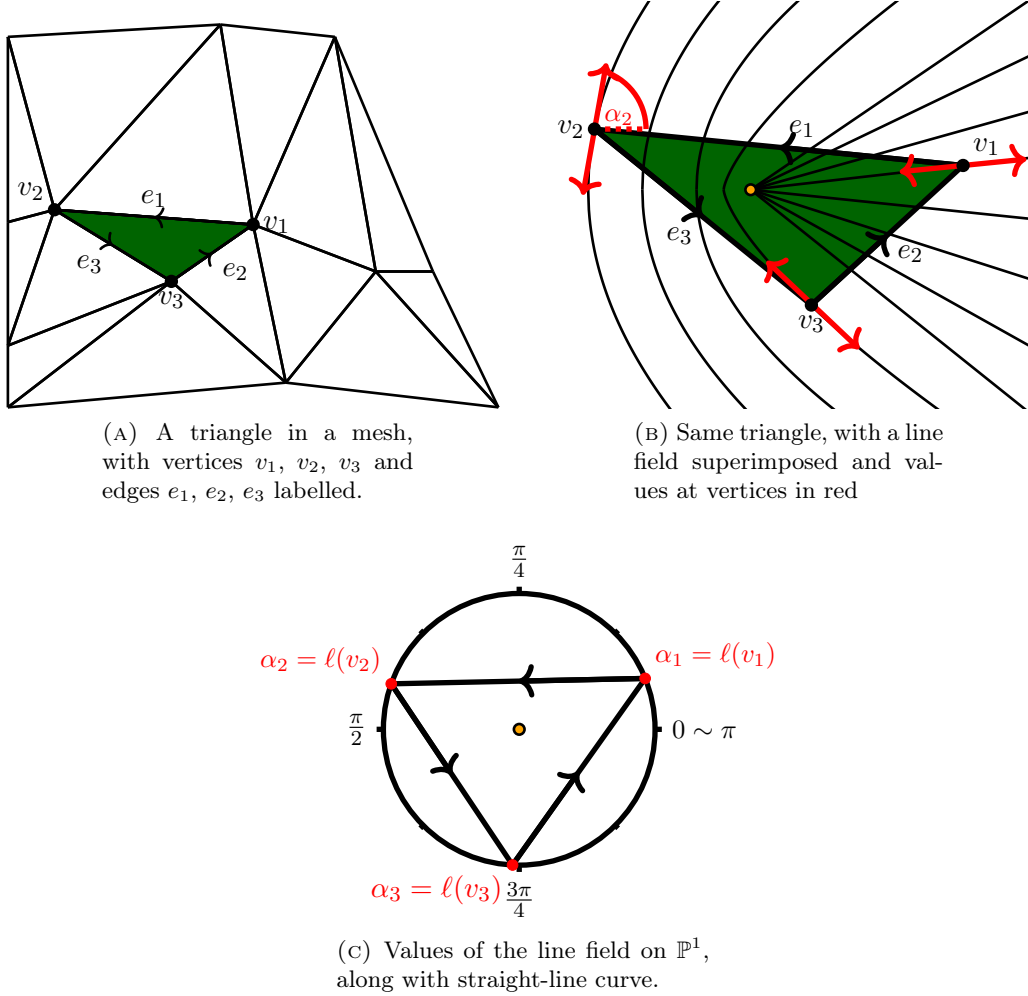 v₂
e₁
v₁
e₃
e₂
v₃
v₂
α₂
e₁
v₁
e₃
e₂
v₃
(A) A triangle in a mesh,
with vertices v₁, v₂, v₃ and
edges e₁, e₂, e₃ labelled.
(B) Same triangle, with a line
field superimposed and val-
ues at vertices in red
π/4
α₂ = ℓ(v₂)
α₁ = ℓ(v₁)
π/2
0 ∼ π
α₃ = ℓ(v₃)
3π/4
(C) Values of the line field on ℙ¹,
along with straight-line curve.